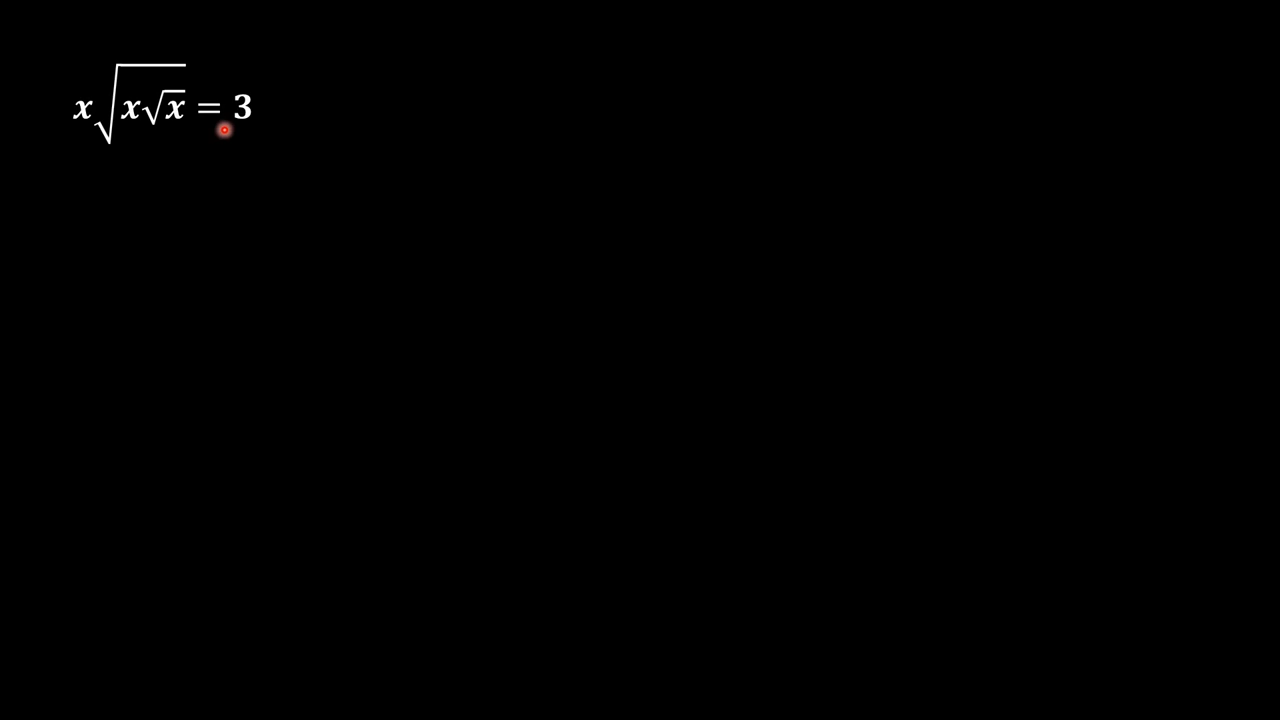 x√(x√x) = 3